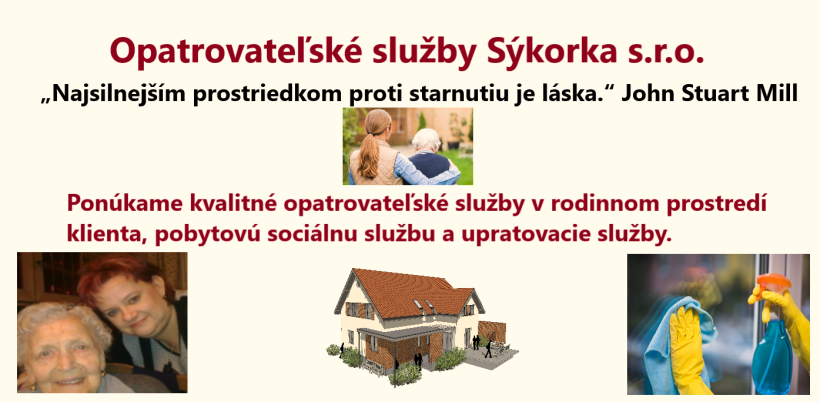 Opatrovateľské služby Sýkorka s.r.o.
„Najsilnejším prostriedkom proti starnutiu je láska.“ John Stuart Mill
Ponúkame kvalitné opatrovateľské služby v rodinnom prostredí
klienta, pobytovú sociálnu službu a upratovacie služby.